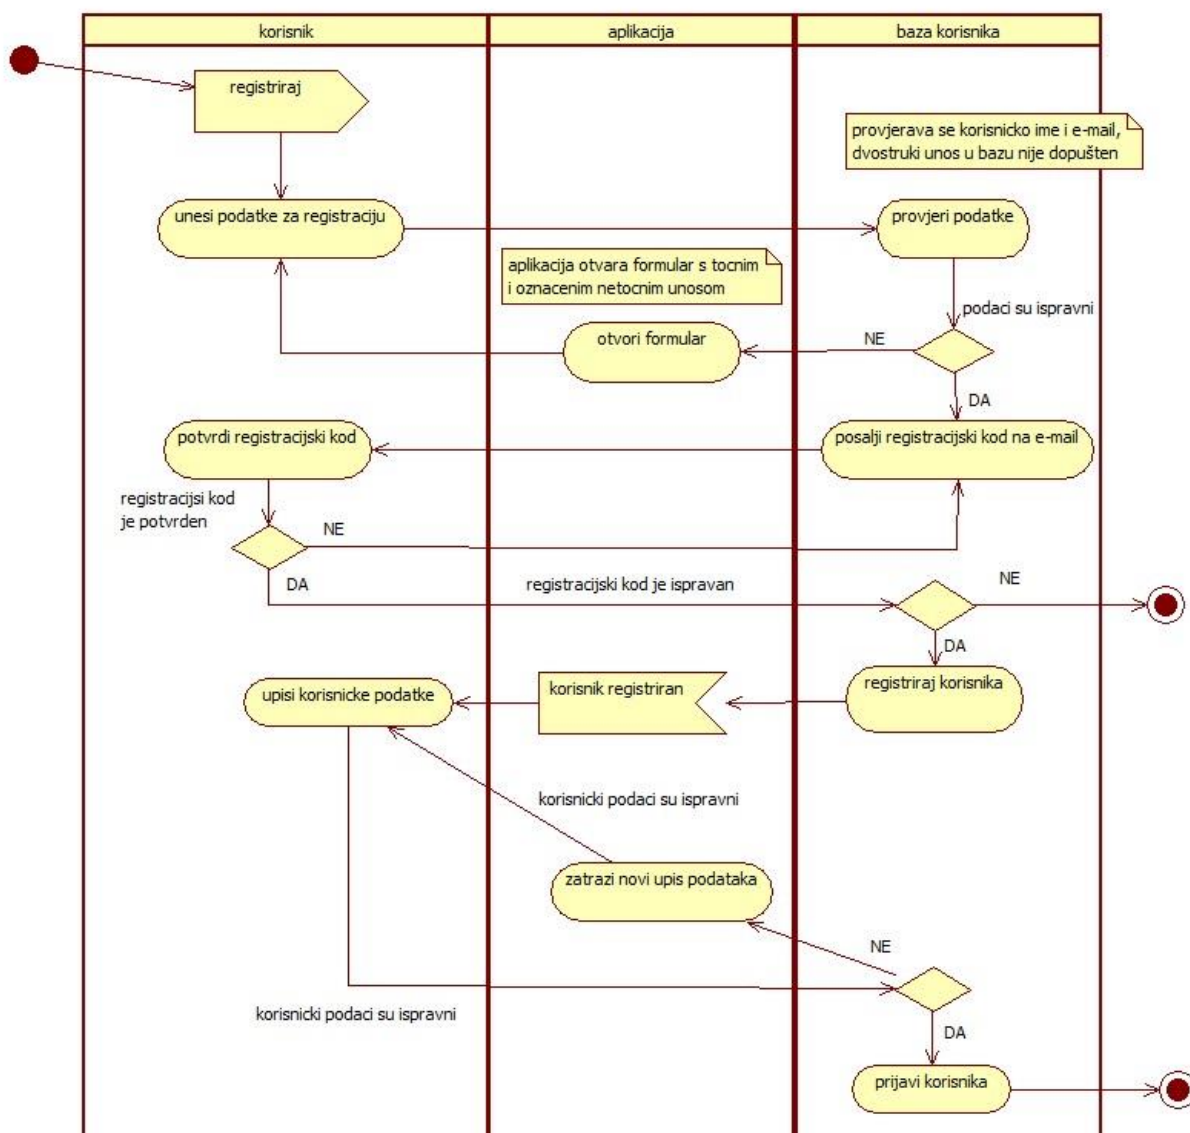 korisnik
aplikacija
baza korisnika
registriraj
provjerava se korisnicko ime i e-mail,
dvostruki unos u bazu nije dopušten
unesi podatke za registraciju
provjeri podatke
aplikacija otvara formular s tocnim
i oznacenim netocnim unosom
podaci su ispravni
otvori formular
NE
DA
potvrdi registracijski kod
posalji registracijski kod na e-mail
registracijsi kod
je potvrden
NE
DA
registracijski kod je ispravan
NE
DA
upisi korisnicke podatke
korisnik registriran
registriraj korisnika
korisnicki podaci su ispravni
zatrazi novi upis podataka
NE
korisnicki podaci su ispravni
DA
prijavi korisnika